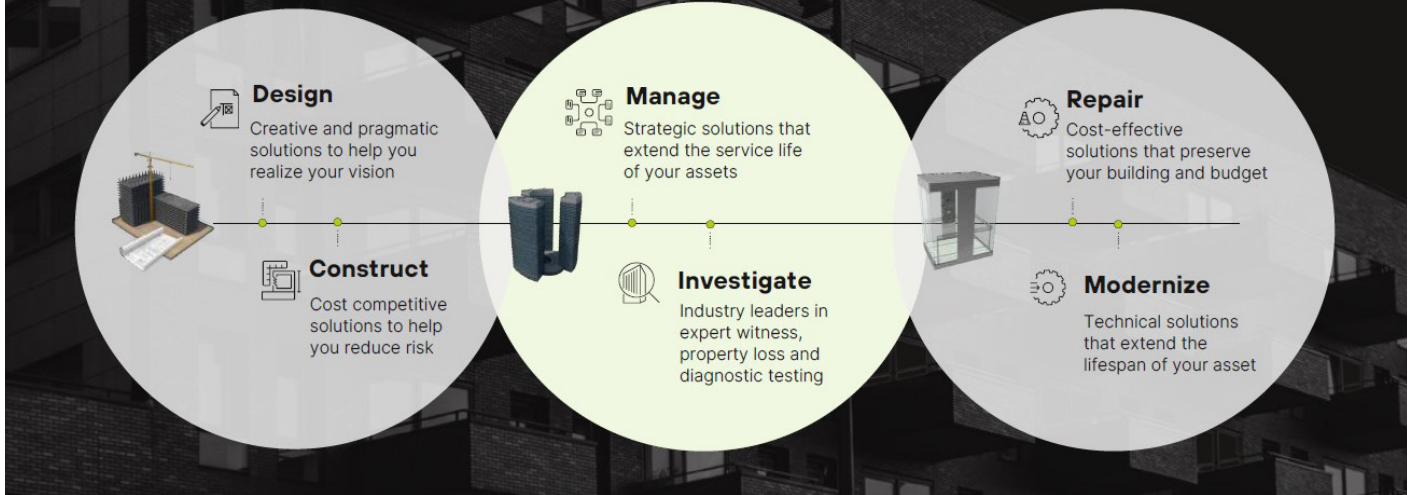 Design
Creative and pragmatic
solutions to help you
realize your vision
Construct
Cost competitive
solutions to help
you reduce risk
Manage
Strategic solutions that
extend the service life
of your assets
Investigate
Industry leaders in
expert witness,
property loss and
diagnostic testing
Repair
Cost-effective
solutions that preserve
your building and budget
Modernize
Technical solutions
that extend the
lifespan of your asset